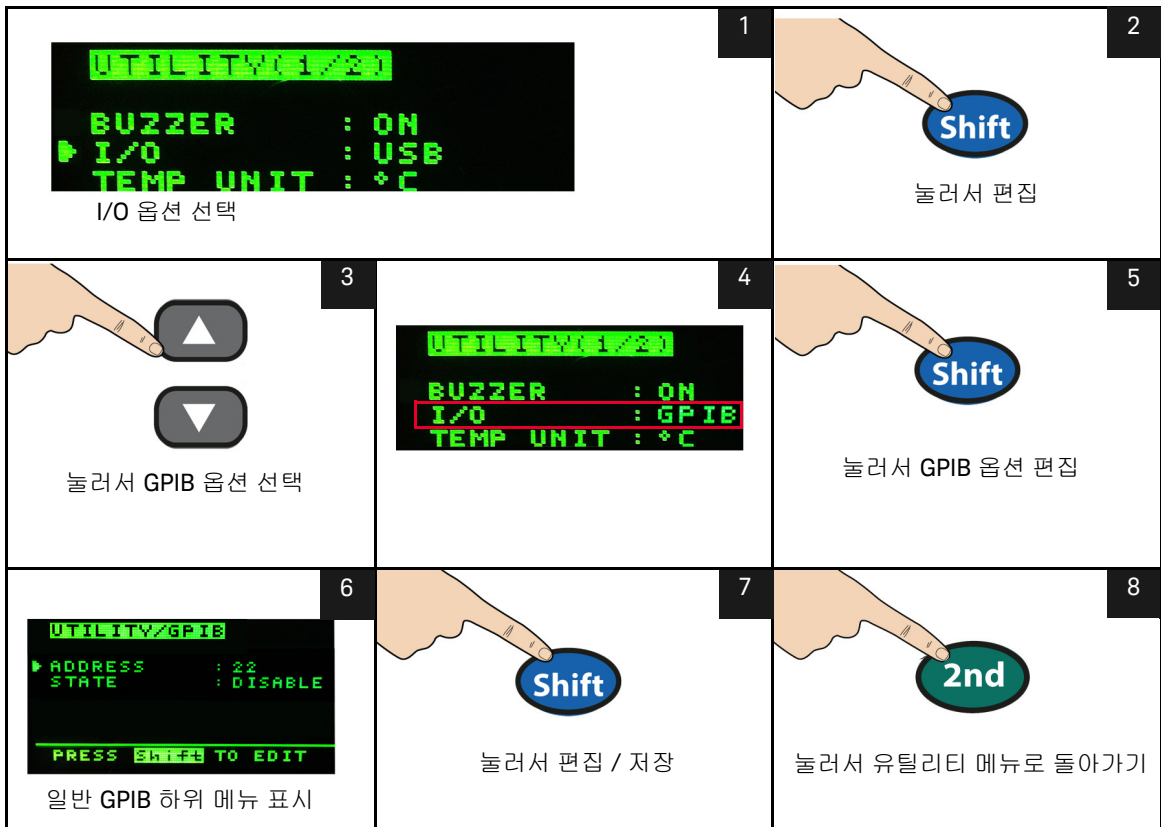 1
UTILITY(1/2)
BUZZER : ON
I/O : USB
TEMP UNIT : °C
I/O 옵션 선택
2
Shift
눌러서 편집
3
눌러서 GPIB 옵션 선택
4
UTILITY(1/2)
BUZZER : ON
I/O : GPIB
TEMP UNIT : °C
5
Shift
눌러서 GPIB 옵션 편집
6
UTILITY/GPIB
ADDRESS : 22
STATE : DISABLE
PRESS Shift TO EDIT
일반 GPIB 하위 메뉴 표시
7
Shift
눌러서 편집 / 저장
8
2nd
눌러서 유틸리티 메뉴로 돌아가기